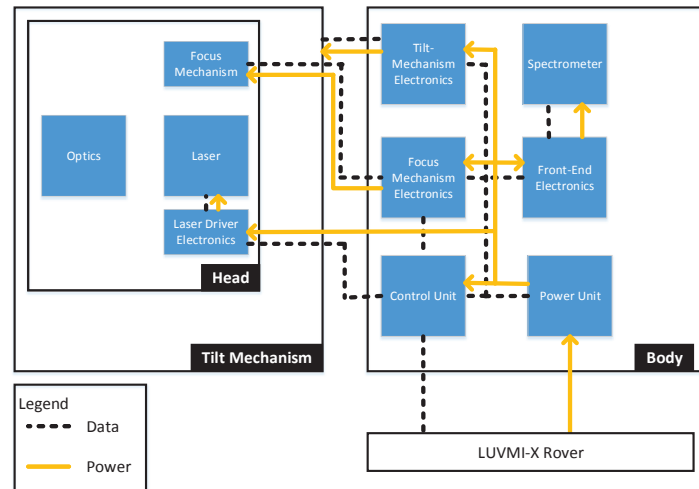 Focus
Mechanism
Optics
Laser
Laser Driver
Electronics
Head
Tilt Mechanism
Tilt-
Mechanism
Electronics
Spectrometer
Focus
Mechanism
Electronics
Front-End
Electronics
Control Unit
Power Unit
Body
LUVMI-X Rover
Legend
Data
Power